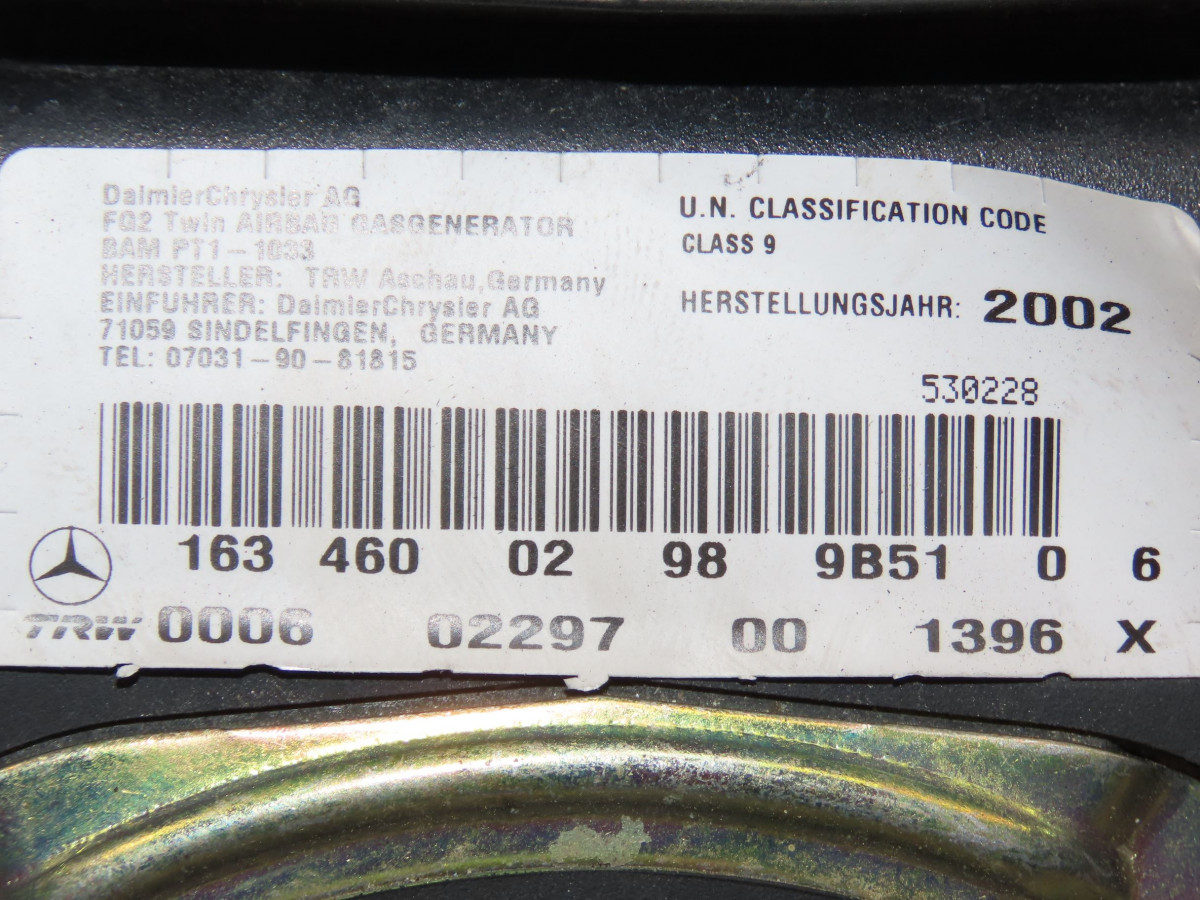 DaimlerChrysler AG
FG2 Twin AIRBAG GASGENERATOR
BAM PT1-1033
HERSTELLER: TRW Aschau,Germany
EINFUHRER: DaimlerChrysler AG
71059 SINDELFINGEN, GERMANY
TEL: 07031-90-81815
U.N. CLASSIFICATION CODE
CLASS 9
HERSTELLUNGSJAHR: 2002
530228
163 460 02 98 9B51 0 6
TRW 0006 02297 00 1396 X